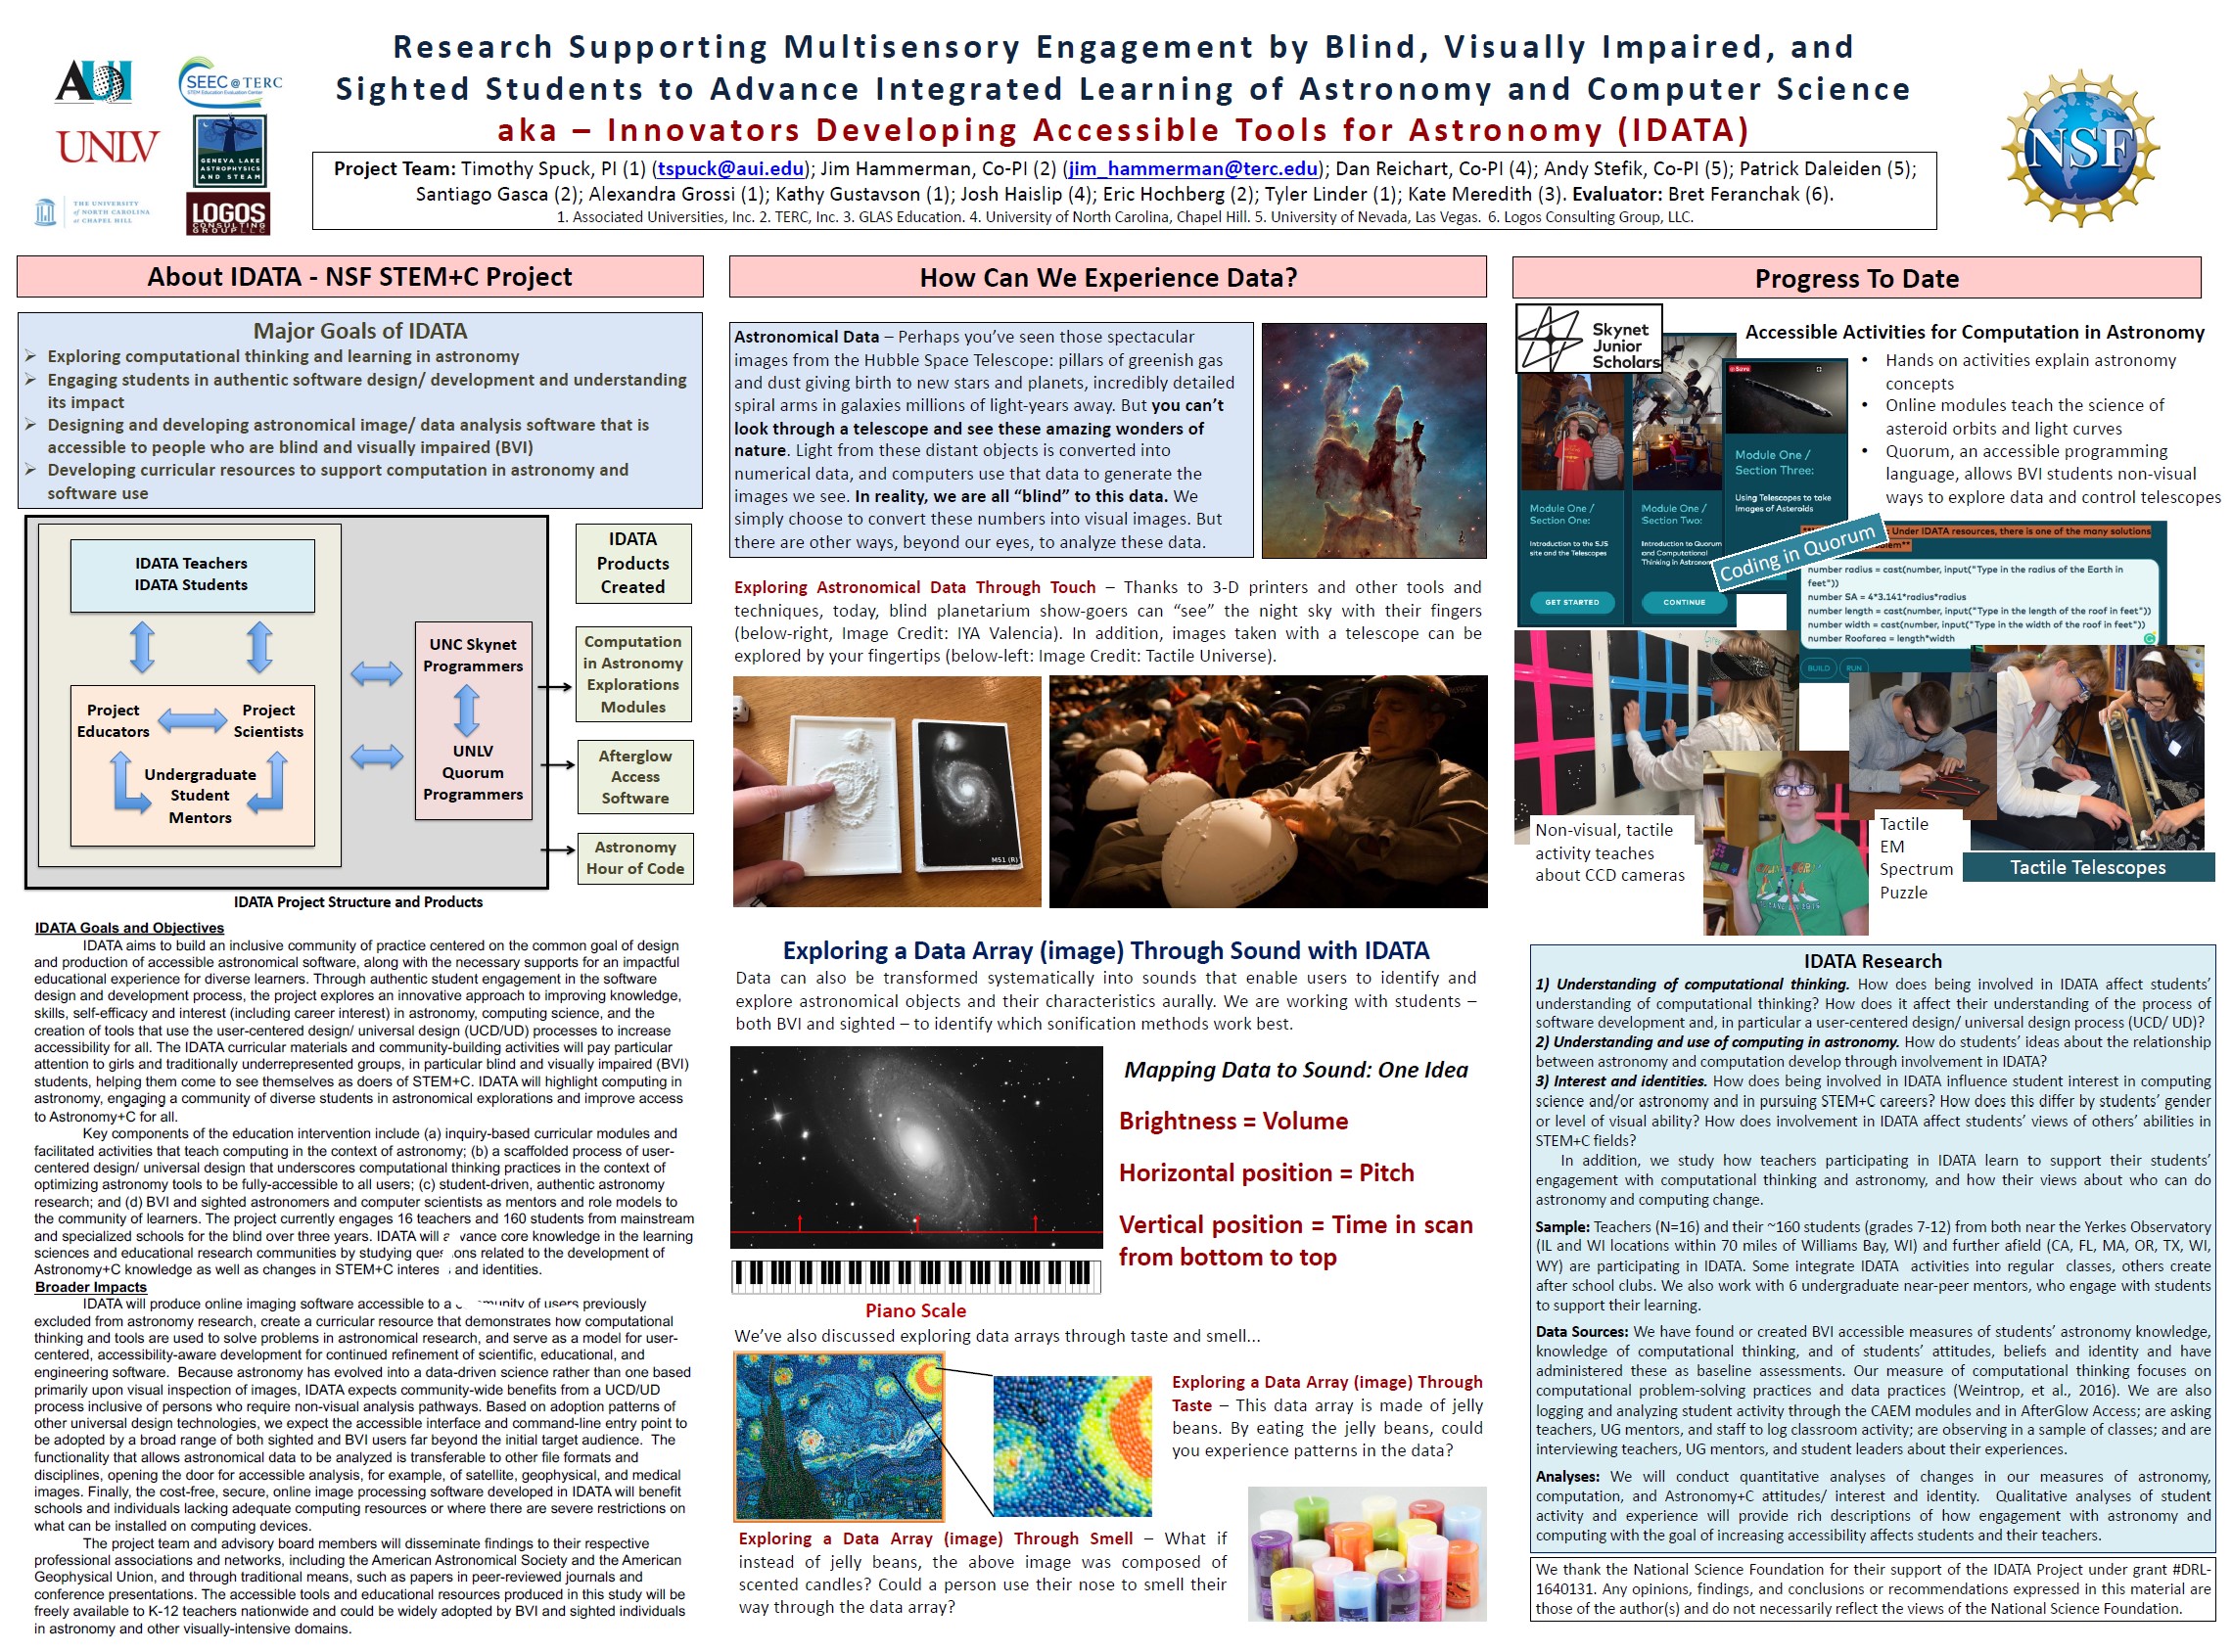 Research Supporting Multisensory Engagement by Blind, Visually Impaired, and
Sighted Students to Advance Integrated Learning of Astronomy and Computer Science
aka – Innovators Developing Accessible Tools for Astronomy (IDATA)
AUI
SEEC@TERC
STEM Education Evaluation Center
UNLV
GENEVA LAKE
ASTROPHYSICS
AND STEAM
THE UNIVERSITY
of NORTH CAROLINA
at CHAPEL HILL
LOGOS
CONSULTING
GROUP LLC
NSF
Project Team: Timothy Spuck, PI (1) (tspuck@aui.edu); Jim Hammerman, Co-PI (2) (jim_hammerman@terc.edu); Dan Reichart, Co-PI (4); Andy Stefik, Co-PI (5); Patrick Daleiden (5);
Santiago Gasca (2); Alexandra Grossi (1); Kathy Gustavson (1); Josh Haislip (4); Eric Hochberg (2); Tyler Linder (1); Kate Meredith (3). Evaluator: Bret Feranchak (6).
1. Associated Universities, Inc. 2. TERC, Inc. 3. GLAS Education. 4. University of North Carolina, Chapel Hill. 5. University of Nevada, Las Vegas. 6. Logos Consulting Group, LLC.
About IDATA - NSF STEM+C Project
Major Goals of IDATA
➢ Exploring computational thinking and learning in astronomy
➢ Engaging students in authentic software design/ development and understanding
its impact
➢ Designing and developing astronomical image/ data analysis software that is
accessible to people who are blind and visually impaired (BVI)
➢ Developing curricular resources to support computation in astronomy and
software use
IDATA Teachers
IDATA Students
Project
Educators
Project
Scientists
Undergraduate
Student
Mentors
UNC Skynet
Programmers
UNLV
Quorum
Programmers
IDATA
Products
Created
Computation
in Astronomy
Explorations
Modules
Afterglow
Access
Software
Astronomy
Hour of Code
IDATA Project Structure and Products
IDATA Goals and Objectives
IDATA aims to build an inclusive community of practice centered on the common goal of design
and production of accessible astronomical software, along with the necessary supports for an impactful
educational experience for diverse learners. Through authentic student engagement in the software
design and development process, the project explores an innovative approach to improving knowledge,
skills, self-efficacy and interest (including career interest) in astronomy, computing science, and the
creation of tools that use the user-centered design/ universal design (UCD/UD) processes to increase
accessibility for all. The IDATA curricular materials and community-building activities will pay particular
attention to girls and traditionally underrepresented groups, in particular blind and visually impaired (BVI)
students, helping them come to see themselves as doers of STEM+C. IDATA will highlight computing in
astronomy, engaging a community of diverse students in astronomical explorations and improve access
to Astronomy+C for all.
Key components of the education intervention include (a) inquiry-based curricular modules and
facilitated activities that teach computing in the context of astronomy; (b) a scaffolded process of user-
centered design/ universal design that underscores computational thinking practices in the context of
optimizing astronomy tools to be fully-accessible to all users; (c) student-driven, authentic astronomy
research; and (d) BVI and sighted astronomers and computer scientists as mentors and role models to
the community of learners. The project currently engages 16 teachers and 160 students from mainstream
and specialized schools for the blind over three years. IDATA will a vance core knowledge in the learning
sciences and educational research communities by studying ques ons related to the development of
Astronomy+C knowledge as well as changes in STEM+C interes and identities.
Broader Impacts
IDATA will produce online imaging software accessible to a munity of users previously
excluded from astronomy research, create a curricular resource that demonstrates how computational
thinking and tools are used to solve problems in astronomical research, and serve as a model for user-
centered, accessibility-aware development for continued refinement of scientific, educational, and
engineering software. Because astronomy has evolved into a data-driven science rather than one based
primarily upon visual inspection of images, IDATA expects community-wide benefits from a UCD/UD
process inclusive of persons who require non-visual analysis pathways. Based on adoption patterns of
other universal design technologies, we expect the accessible interface and command-line entry point to
be adopted by a broad range of both sighted and BVI users far beyond the initial target audience. The
functionality that allows astronomical data to be analyzed is transferable to other file formats and
disciplines, opening the door for accessible analysis, for example, of satellite, geophysical, and medical
images. Finally, the cost-free, secure, online image processing software developed in IDATA will benefit
schools and individuals lacking adequate computing resources or where there are severe restrictions on
what can be installed on computing devices.
The project team and advisory board members will disseminate findings to their respective
professional associations and networks, including the American Astronomical Society and the American
Geophysical Union, and through traditional means, such as papers in peer-reviewed journals and
conference presentations. The accessible tools and educational resources produced in this study will be
freely available to K-12 teachers nationwide and could be widely adopted by BVI and sighted individuals
in astronomy and other visually-intensive domains.
How Can We Experience Data?
Astronomical Data – Perhaps you've seen those spectacular
images from the Hubble Space Telescope: pillars of greenish gas
and dust giving birth to new stars and planets, incredibly detailed
spiral arms in galaxies millions of light-years away. But you can't
look through a telescope and see these amazing wonders of
nature. Light from these distant objects is converted into
numerical data, and computers use that data to generate the
images we see. In reality, we are all "blind" to this data. We
simply choose to convert these numbers into visual images. But
there are other ways, beyond our eyes, to analyze these data.
Exploring Astronomical Data Through Touch – Thanks to 3-D printers and other tools and
techniques, today, blind planetarium show-goers can "see" the night sky with their fingers
(below-right, Image Credit: IYA Valencia). In addition, images taken with a telescope can be
explored by your fingertips (below-left: Image Credit: Tactile Universe).
M51 (R)
Exploring a Data Array (image) Through Sound with IDATA
Data can also be transformed systematically into sounds that enable users to identify and
explore astronomical objects and their characteristics aurally. We are working with students –
both BVI and sighted – to identify which sonification methods work best.
Mapping Data to Sound: One Idea
Brightness = Volume
Horizontal position = Pitch
Vertical position = Time in scan
from bottom to top
Piano Scale
We've also discussed exploring data arrays through taste and smell...
Exploring a Data Array (image) Through
Taste – This data array is made of jelly
beans. By eating the jelly beans, could
you experience patterns in the data?
Exploring a Data Array (image) Through Smell – What if
instead of jelly beans, the above image was composed of
scented candles? Could a person use their nose to smell their
way through the data array?
Progress To Date
Skynet
Junior
Scholars
Accessible Activities for Computation in Astronomy
• Hands on activities explain astronomy
concepts
• Online modules teach the science of
asteroid orbits and light curves
• Quorum, an accessible programming
language, allows BVI students non-visual
ways to explore data and control telescopes
Save
Module One /
Section One:
Introduction to the SJS
site and the Telescopes
GET STARTED
Module One /
Section Two:
Introduction to Quorum
and Computational
Thinking in Astronomy
CONTINUE
Module One /
Section Three:
Using Telescopes to take
Images of Asteroids
Coding in Quorum
Under IDATA resources, there is one of the many solutions
number radius = cast(number, input("Type in the radius of the Earth in
feet"))
number SA = 4*3.141*radius*radius
number length = cast(number, input("Type in the length of the roof in feet"))
number width = cast(number, input("Type in the width of the roof in feet"))
number Roofarea = length*width
BUILD RUN
Non-visual, tactile
activity teaches
about CCD cameras
Tactile
EM
Spectrum
Puzzle
Tactile Telescopes
IDATA Research
1) Understanding of computational thinking. How does being involved in IDATA affect students'
understanding of computational thinking? How does it affect their understanding of the process of
software development and, in particular a user-centered design/ universal design process (UCD/ UD)?
2) Understanding and use of computing in astronomy. How do students' ideas about the relationship
between astronomy and computation develop through involvement in IDATA?
3) Interest and identities. How does being involved in IDATA influence student interest in computing
science and/or astronomy and in pursuing STEM+C careers? How does this differ by students' gender
or level of visual ability? How does involvement in IDATA affect students' views of others' abilities in
STEM+C fields?
In addition, we study how teachers participating in IDATA learn to support their students'
engagement with computational thinking and astronomy, and how their views about who can do
astronomy and computing change.
Sample: Teachers (N=16) and their ~160 students (grades 7-12) from both near the Yerkes Observatory
(IL and WI locations within 70 miles of Williams Bay, WI) and further afield (CA, FL, MA, OR, TX, WI,
WY) are participating in IDATA. Some integrate IDATA activities into regular classes, others create
after school clubs. We also work with 6 undergraduate near-peer mentors, who engage with students
to support their learning.
Data Sources: We have found or created BVI accessible measures of students' astronomy knowledge,
knowledge of computational thinking, and of students' attitudes, beliefs and identity and have
administered these as baseline assessments. Our measure of computational thinking focuses on
computational problem-solving practices and data practices (Weintrop, et al., 2016). We are also
logging and analyzing student activity through the CAEM modules and in AfterGlow Access; are asking
teachers, UG mentors, and staff to log classroom activity; are observing in a sample of classes; and are
interviewing teachers, UG mentors, and student leaders about their experiences.
Analyses: We will conduct quantitative analyses of changes in our measures of astronomy,
computation, and Astronomy+C attitudes/ interest and identity. Qualitative analyses of student
activity and experience will provide rich descriptions of how engagement with astronomy and
computing with the goal of increasing accessibility affects students and their teachers.
We thank the National Science Foundation for their support of the IDATA Project under grant #DRL-
1640131. Any opinions, findings, and conclusions or recommendations expressed in this material are
those of the author(s) and do not necessarily reflect the views of the National Science Foundation.